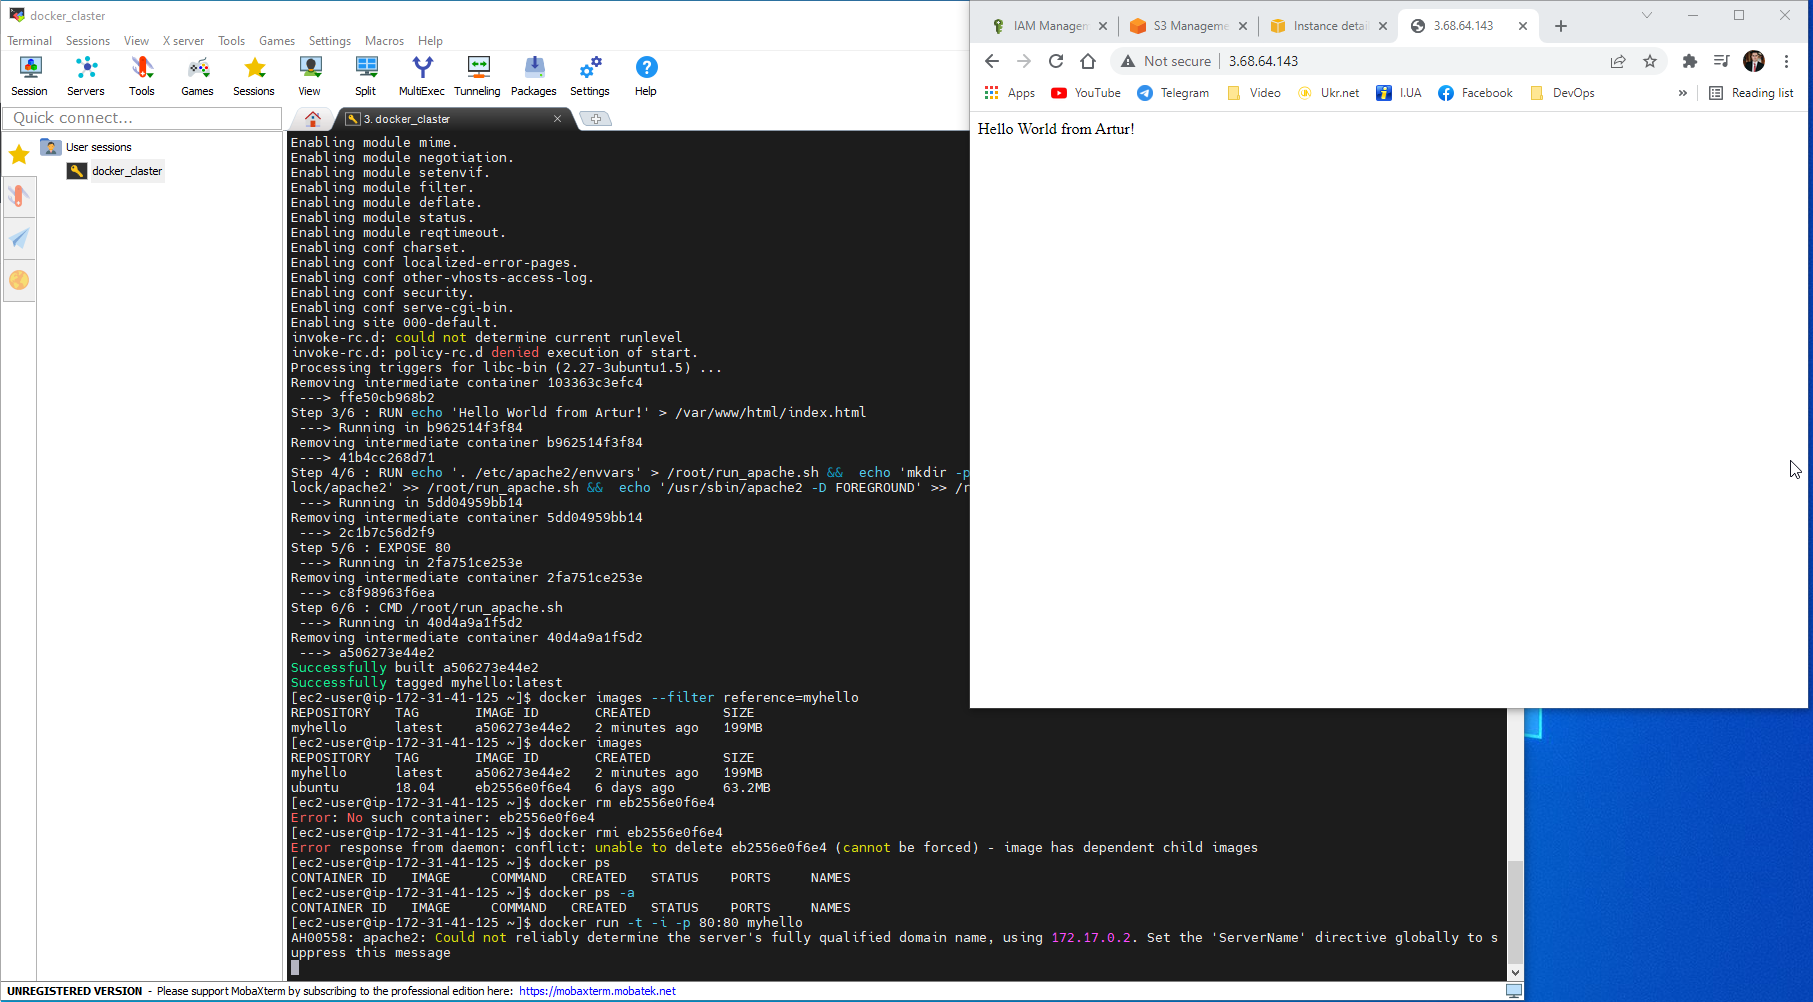 docker_claster
Terminal Sessions View X server Tools Games Settings Macros Help
Session Servers Tools Games Sessions View Split MultiExec Tunneling Packages Settings Help
Quick connect...
3. docker_claster
User sessions
docker_claster
Enabling module mime.
Enabling module negotiation.
Enabling module setenvif.
Enabling module filter.
Enabling module deflate.
Enabling module status.
Enabling module reqtimeout.
Enabling conf charset.
Enabling conf localized-error-pages.
Enabling conf other-vhosts-access-log.
Enabling conf security.
Enabling conf serve-cgi-bin.
Enabling site 000-default.
invoke-rc.d: could not determine current runlevel
invoke-rc.d: policy-rc.d denied execution of start.
Processing triggers for libc-bin (2.27-3ubuntu1.5) ...
Removing intermediate container 103363c3efc4
---> ffe50cb968b2
Step 3/6 : RUN echo 'Hello World from Artur!' > /var/www/html/index.html
---> Running in b962514f3f84
Removing intermediate container b962514f3f84
---> 41b4cc268d71
Step 4/6 : RUN echo '. /etc/apache2/envvars' > /root/run_apache.sh && echo 'mkdir -p
lock/apache2' >> /root/run_apache.sh && echo '/usr/sbin/apache2 -D FOREGROUND' >> /r
---> Running in 5dd04959bb14
Removing intermediate container 5dd04959bb14
---> 2c1b7c56d2f9
Step 5/6 : EXPOSE 80
---> Running in 2fa751ce253e
Removing intermediate container 2fa751ce253e
---> c8f98963f6ea
Step 6/6 : CMD /root/run_apache.sh
---> Running in 40d4a9a1f5d2
Removing intermediate container 40d4a9a1f5d2
---> a506273e44e2
Successfully built a506273e44e2
Successfully tagged myhello:latest
[ec2-user@ip-172-31-41-125 ~]$ docker images --filter reference=myhello
REPOSITORY TAG IMAGE ID CREATED SIZE
myhello latest a506273e44e2 2 minutes ago 199MB
[ec2-user@ip-172-31-41-125 ~]$ docker images
REPOSITORY TAG IMAGE ID CREATED SIZE
myhello latest a506273e44e2 2 minutes ago 199MB
ubuntu 18.04 eb2556e0f6e4 6 days ago 63.2MB
[ec2-user@ip-172-31-41-125 ~]$ docker rm eb2556e0f6e4
Error: No such container: eb2556e0f6e4
[ec2-user@ip-172-31-41-125 ~]$ docker rmi eb2556e0f6e4
Error response from daemon: conflict: unable to delete eb2556e0f6e4 (cannot be forced) - image has dependent child images
[ec2-user@ip-172-31-41-125 ~]$ docker ps
CONTAINER ID IMAGE COMMAND CREATED STATUS PORTS NAMES
[ec2-user@ip-172-31-41-125 ~]$ docker ps -a
CONTAINER ID IMAGE COMMAND CREATED STATUS PORTS NAMES
[ec2-user@ip-172-31-41-125 ~]$ docker run -t -i -p 80:80 myhello
AH00558: apache2: Could not reliably determine the server's fully qualified domain name, using 172.17.0.2. Set the 'ServerName' directive globally to s
uppress this message
UNREGISTERED VERSION - Please support MobaXterm by subscribing to the professional edition here: https://mobaxterm.mobatek.net
IAM Managem S3 Manageme Instance detai 3.68.64.143
Not secure 3.68.64.143
Apps YouTube Telegram Video Ukr.net I.UA Facebook DevOps » Reading list
Hello World from Artur!